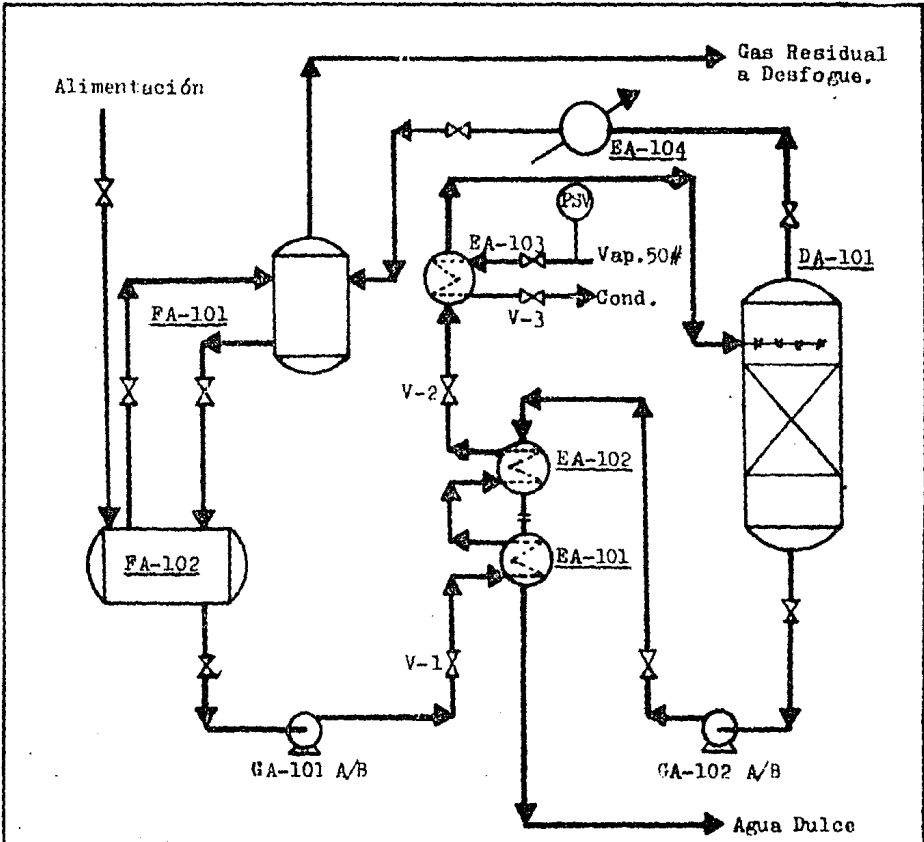 Gas Residual
a Desfogue.
Alimentación
EA-104
PSV
EA-103
Vap.50#
DA-101
FA-101
Cond.
V-3
V-2
EA-102
FA-102
EA-101
V-1
GA-101 A/B
GA-102 A/B
Agua Dulce